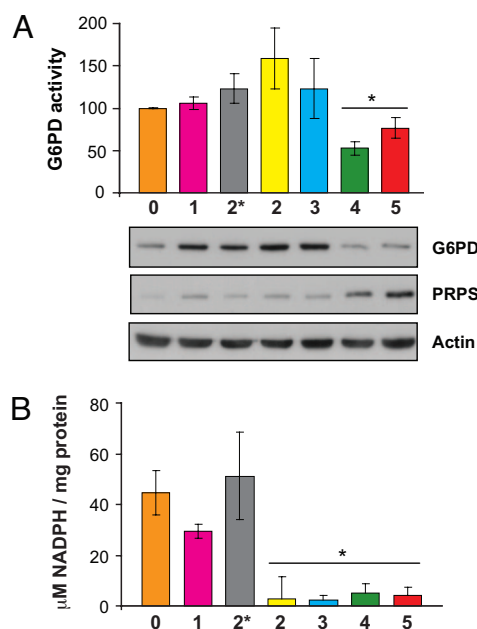 A
G6PD activity
200
150
100
50
0
*
0 1 2* 2 3 4 5
G6PD
PRPS
Actin
B
μM NADPH / mg protein
80
60
40
20
0
*
0 1 2* 2 3 4 5